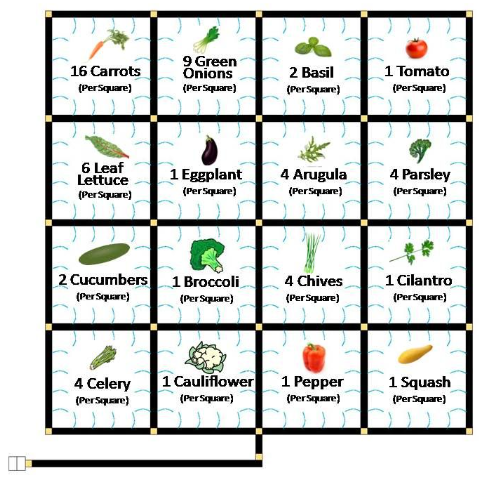 16 Carrots
(Per Square)
9 Green
Onions
(Per Square)
2 Basil
(Per Square)
1 Tomato
(Per Square)
6 Leaf
Lettuce
(Per Square)
1 Eggplant
(Per Square)
4 Arugula
(Per Square)
4 Parsley
(Per Square)
2 Cucumbers
(Per Square)
1 Broccoli
(Per Square)
4 Chives
(Per Square)
1 Cilantro
(Per Square)
4 Celery
(Per Square)
1 Cauliflower
(Per Square)
1 Pepper
(Per Square)
1 Squash
(Per Square)